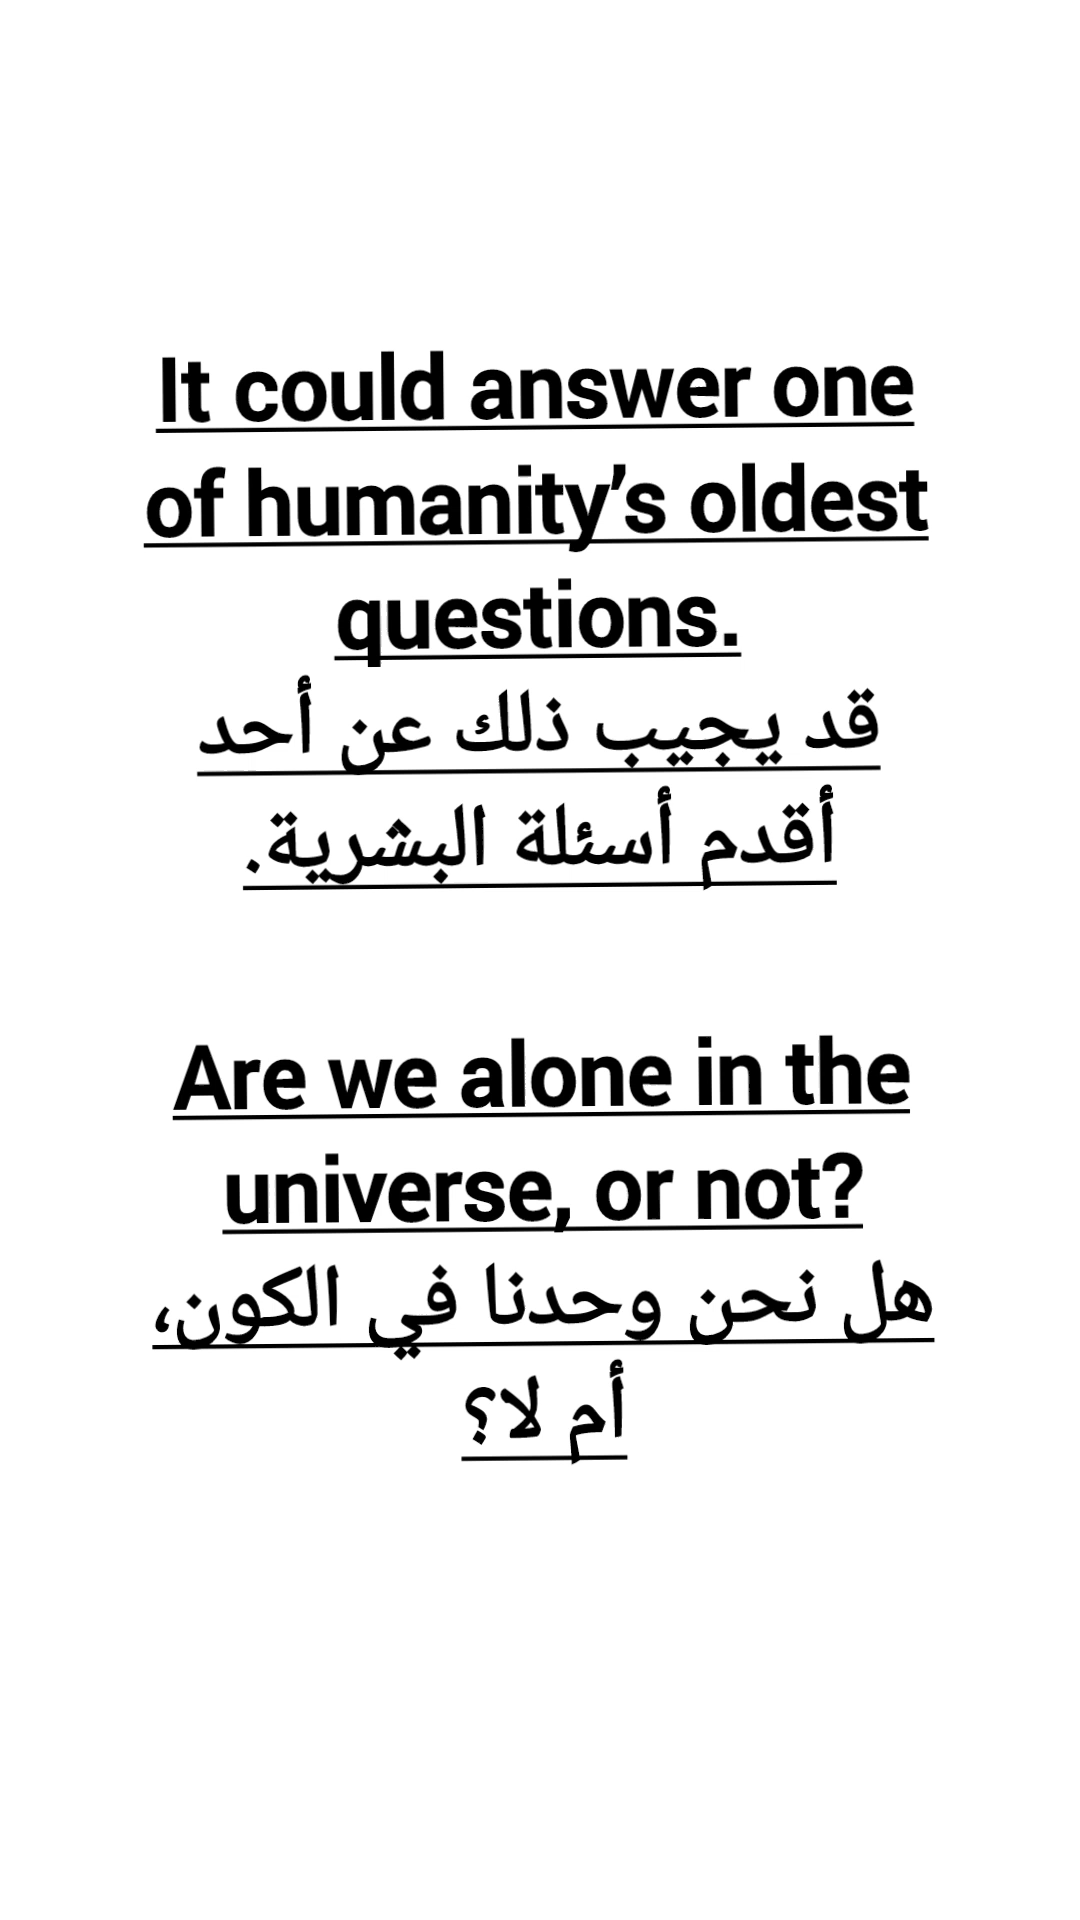 It could answer one
of humanity’s oldest
questions.
قد يجيب ذلك عن أحد
أقدم أسئلة البشرية.
Are we alone in the
universe, or not?
هل نحن وحدنا في الكون،
أم لا؟